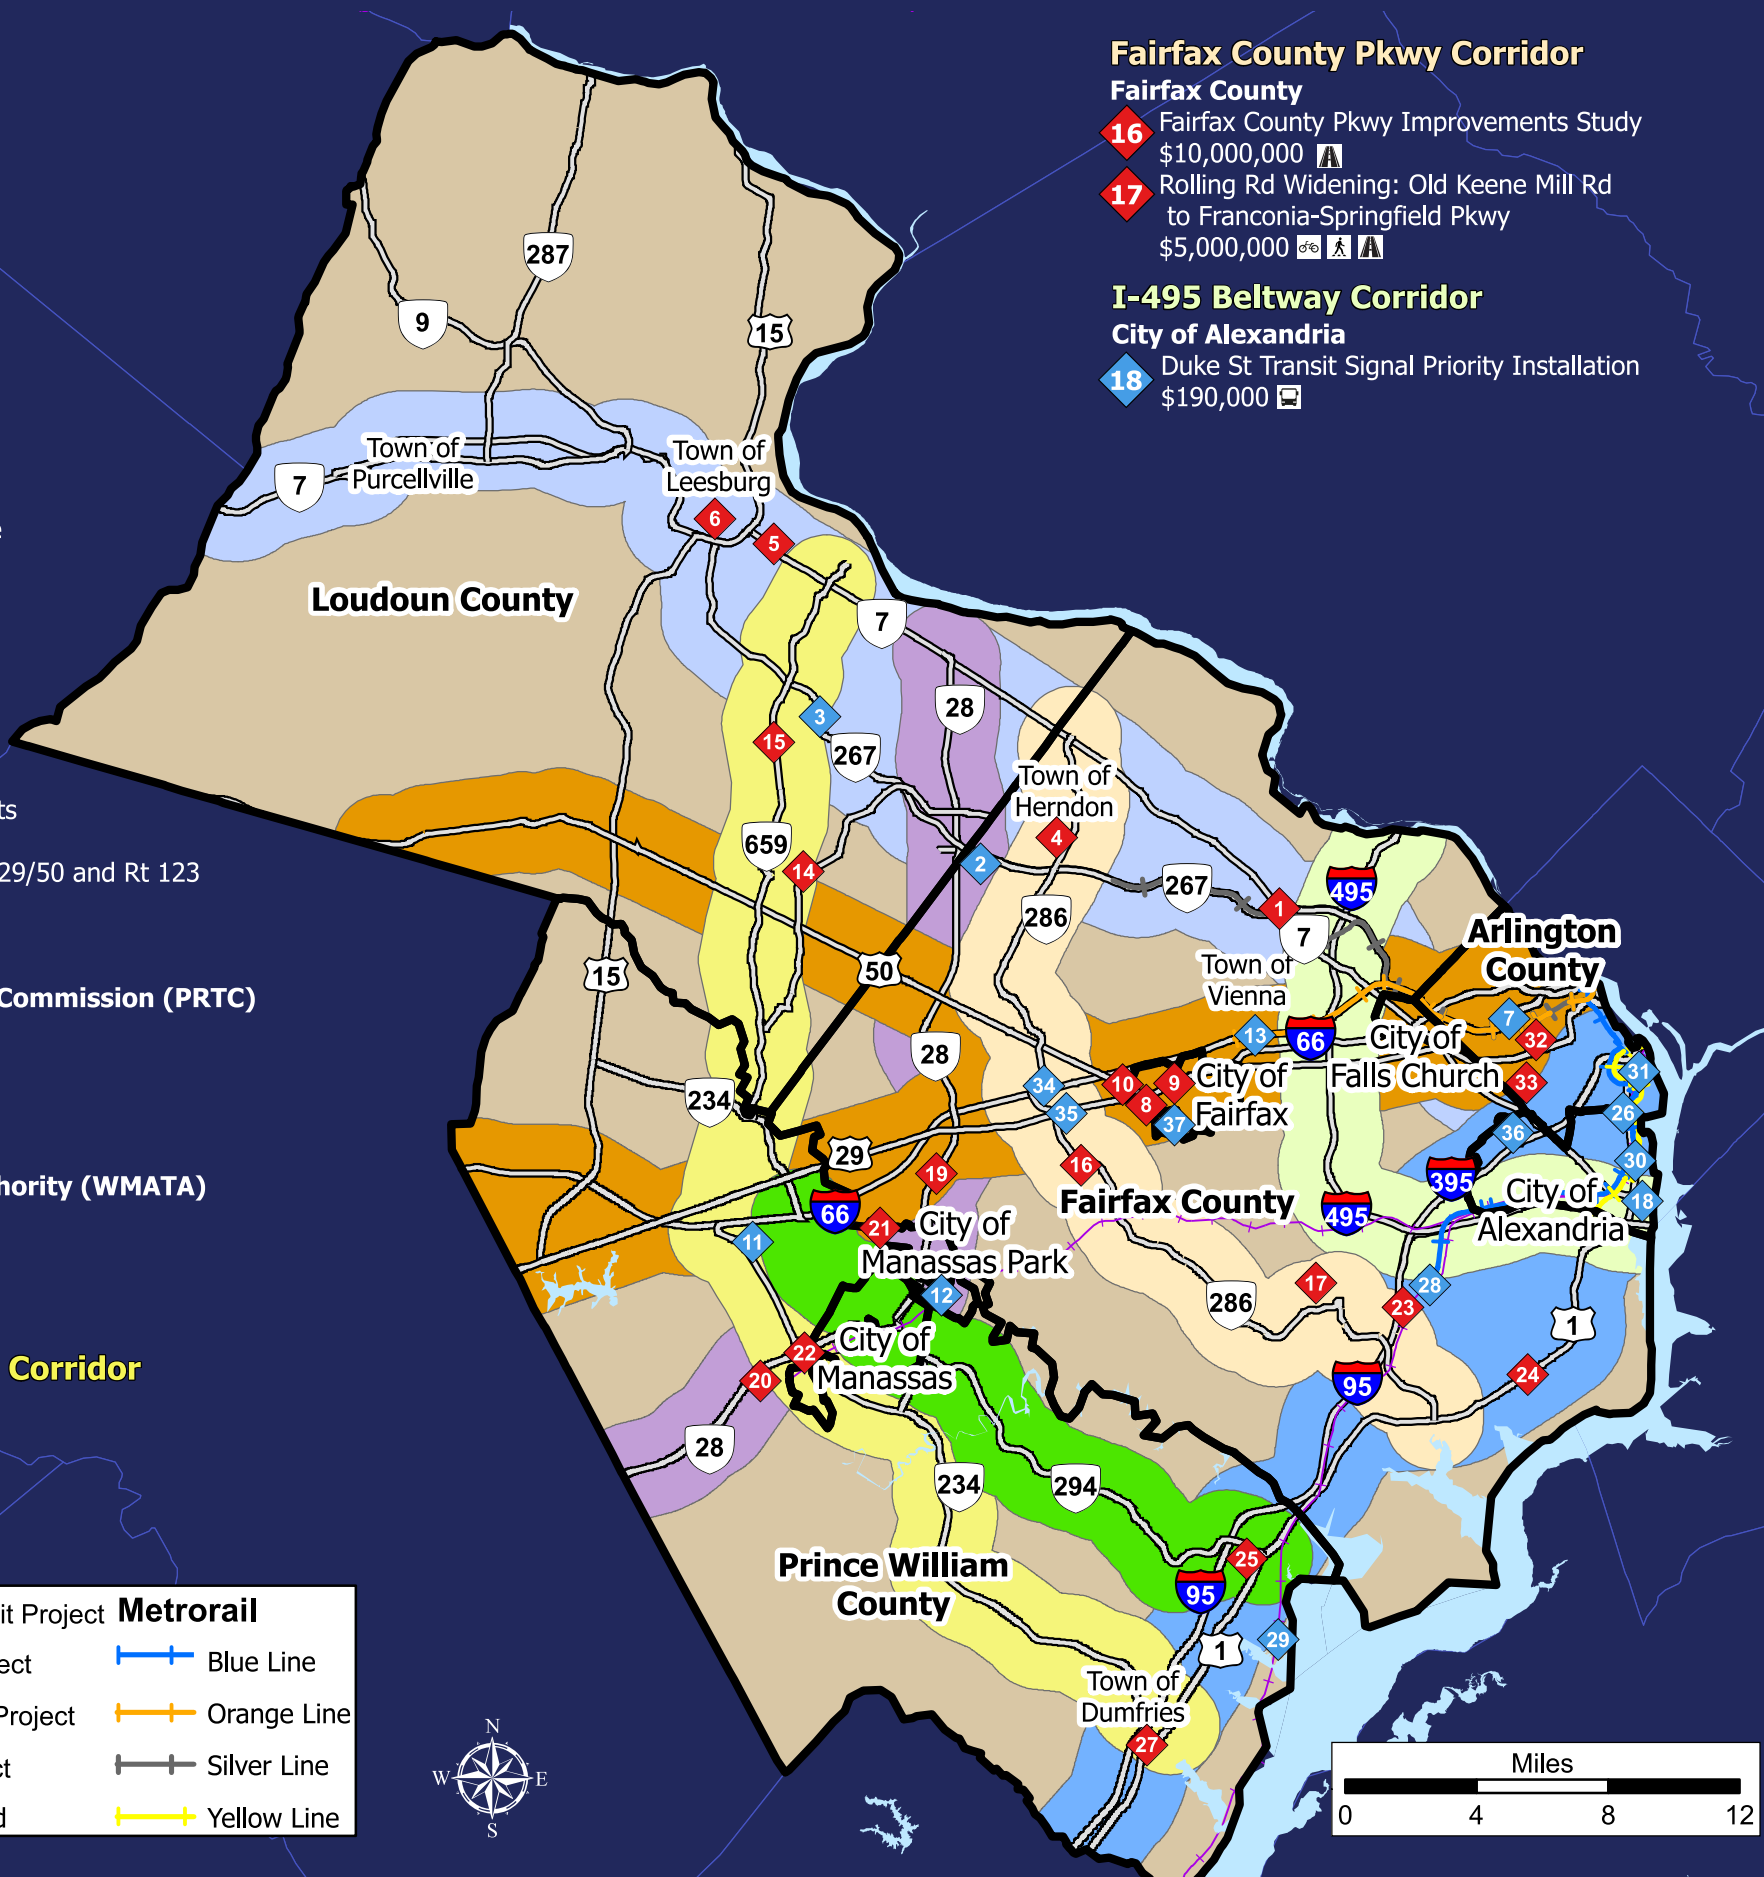 Fairfax County Pkwy Corridor
Fairfax County
16 Fairfax County Pkwy Improvements Study
$10,000,000
17 Rolling Rd Widening: Old Keene Mill Rd
to Franconia-Springfield Pkwy
$5,000,000
I-495 Beltway Corridor
City of Alexandria
18 Duke St Transit Signal Priority Installation
$190,000
287
9
15
Town of
Purcellville
7
Town of
Leesburg
6
5
e
Loudoun County
7
28
3
15
267
Town of
Herndon
ts
659
4
14
2
29/50 and Rt 123
267
495
286
1
7
Arlington
County
15
50
Town of
Vienna
Commission (PRTC)
13
66
City of
Falls Church
7
32
33
31
28
234
34
35
10
9
8
37
City of
Fairfax
26
36
30
29
19
16
hority (WMATA)
Fairfax County
395
City of
Alexandria
18
66
21
City of
Manassas Park
495
11
12
286
17
28
23
1
City of
Manassas
22
20
Corridor
95
24
28
234
294
Prince William
County
25
95
29
1
Town of
Dumfries
27
it Project
ect
Project
ct
d
Metrorail
Blue Line
Orange Line
Silver Line
Yellow Line
N
W
E
S
Miles
0 4 8 12